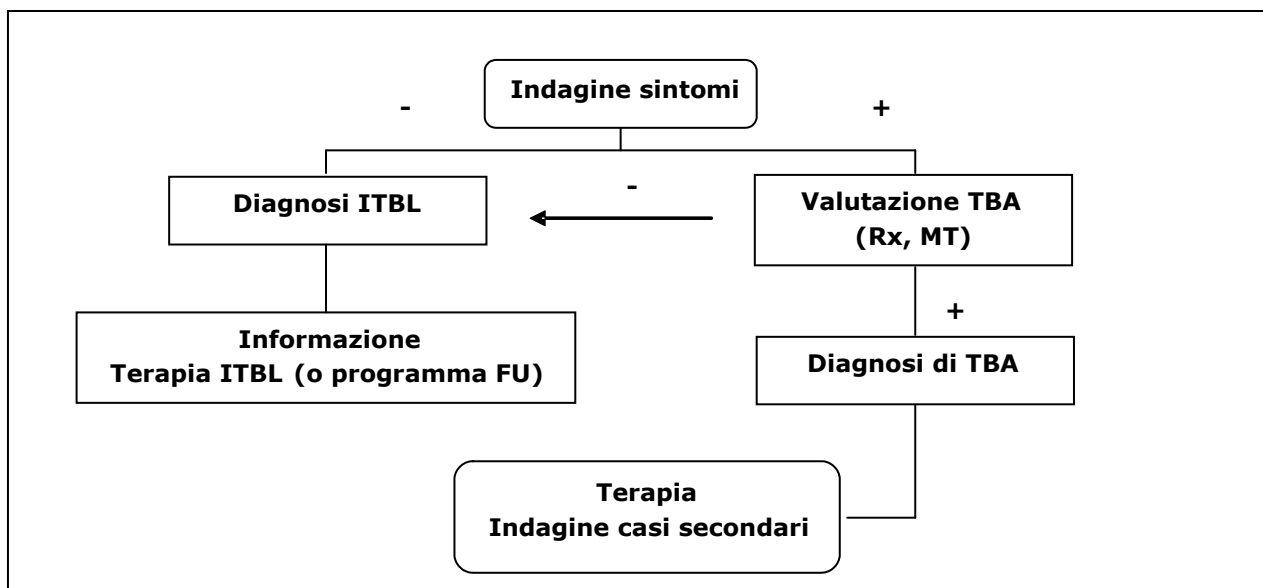 Indagine sintomi
-
+
Diagnosi ITBL
-
Valutazione TBA
(Rx, MT)
Informazione
Terapia ITBL (o programma FU)
+
Diagnosi di TBA
Terapia
Indagine casi secondari